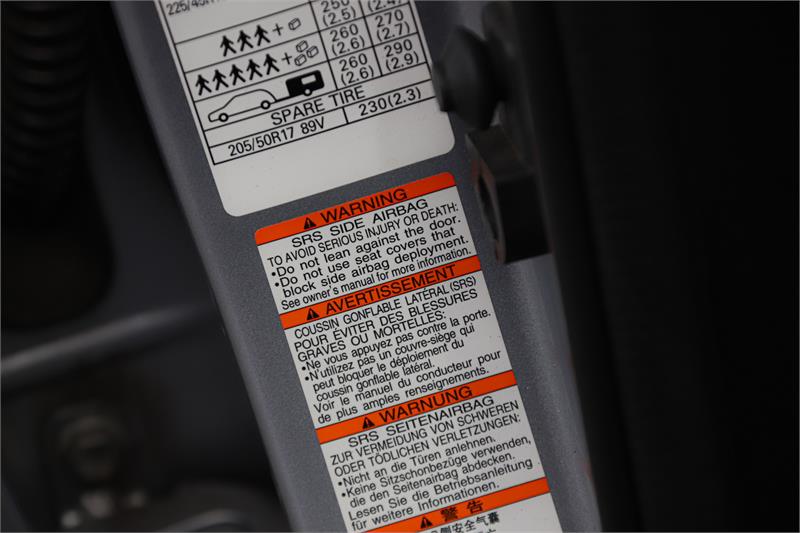 225/45R1
250
(2.5)
260
(2.6)
270
(2.7)
260
(2.6)
290
(2.9)
SPARE TIRE
205/50R17 89V 230(2.3)
WARNING
SRS SIDE AIRBAG
TO AVOID SERIOUS INJURY OR DEATH:
•Do not lean against the door.
•Do not use seat covers that
block side airbag deployment.
See owner's manual for more information.
AVERTISSEMENT
COUSSIN GONFLABLE LATÉRAL (SRS)
POUR ÉVITER DES BLESSURES
GRAVES OU MORTELLES:
•Ne vous appuyez pas contre la porte.
•N'utilisez pas un couvre-siège qui
peut bloquer le déploiement du
coussin gonflable latéral.
Voir le manuel du conducteur pour
de plus amples renseignements.
WARNUNG
SRS SEITENAIRBAG
ZUR VERMEIDUNG VON SCHWEREN
ODER TÖDLICHEN VERLETZUNGEN:
•Nicht an die Türen anlehnen.
•Keine Sitzschonbezüge verwenden,
die den Seitenairbag abdecken.
Lesen Sie die Betriebsanleitung
für weitere Informationen.
警告
侧安全气囊